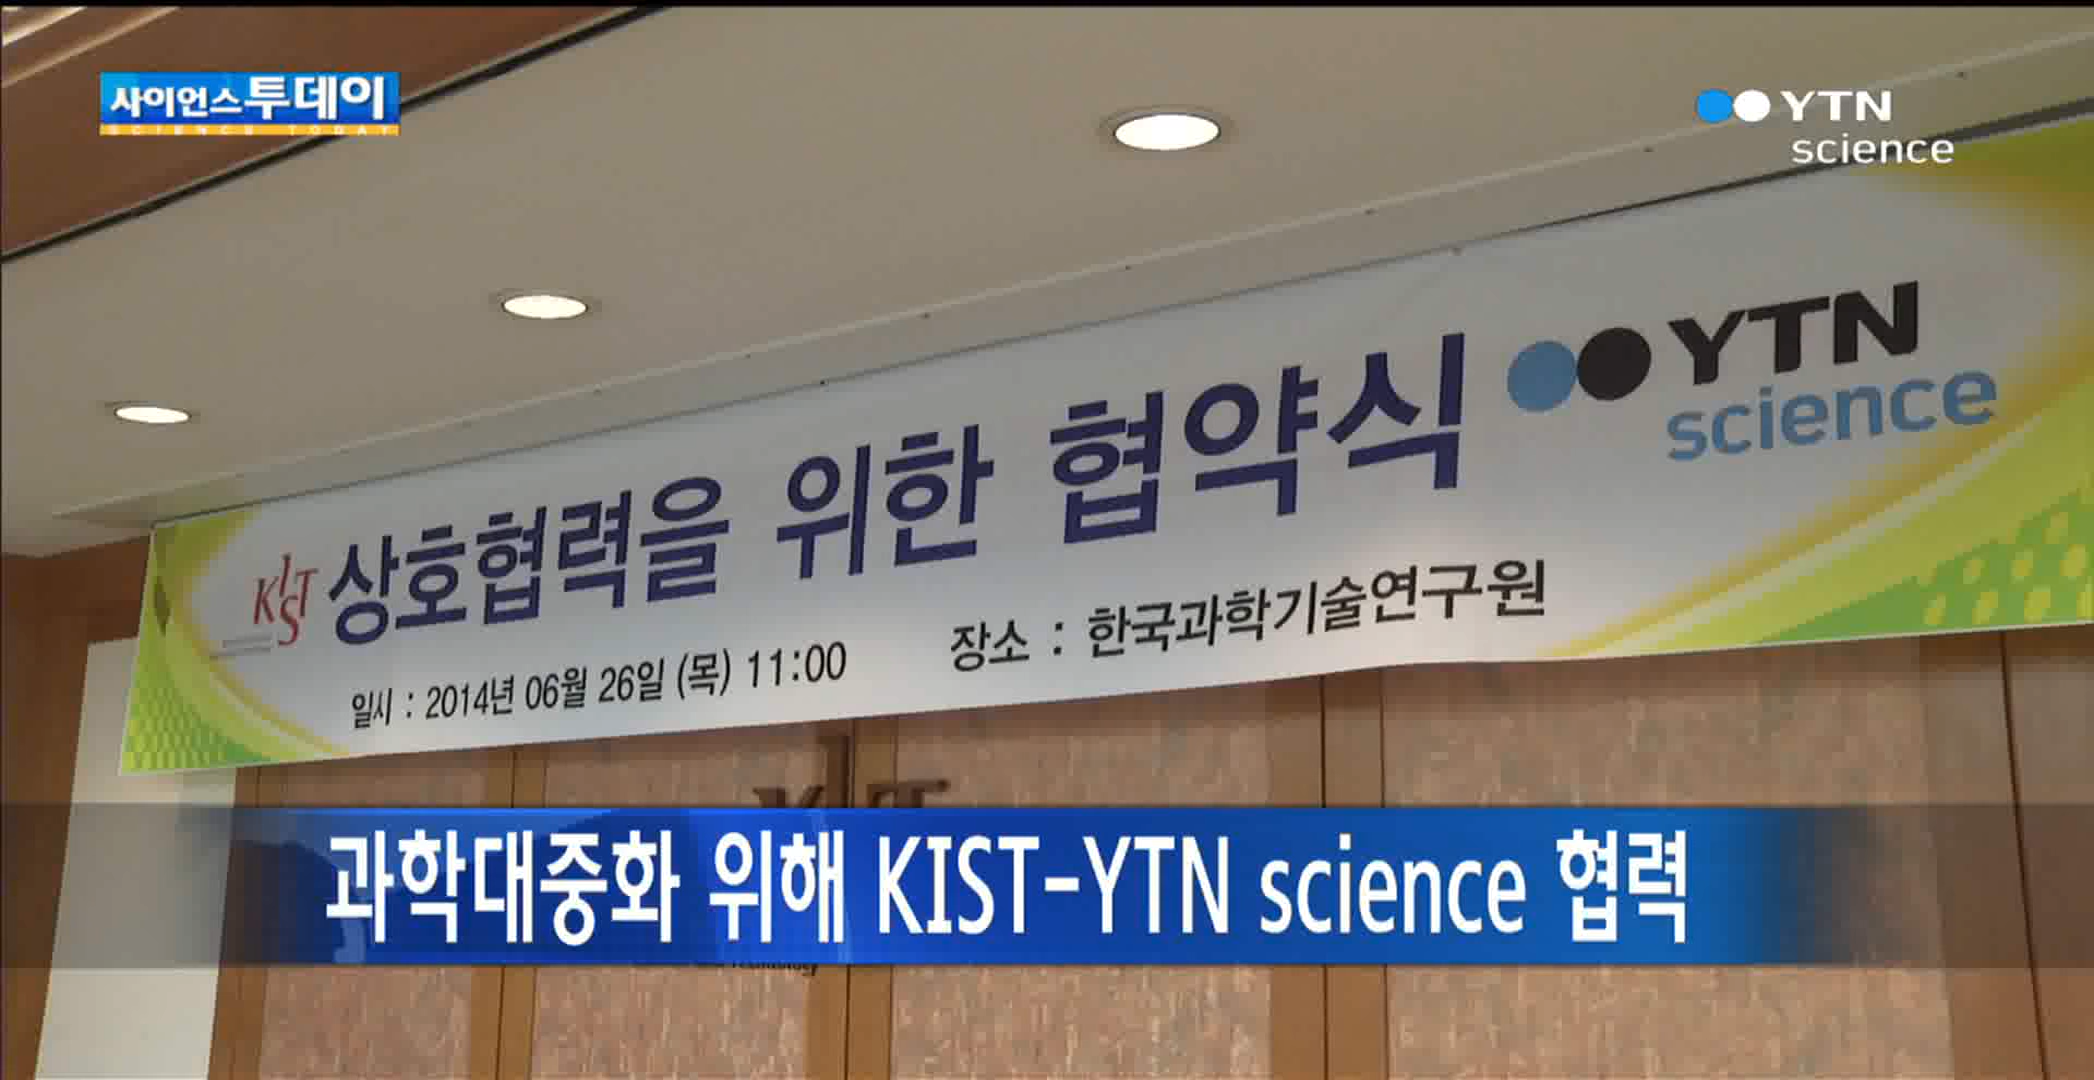 사이언스투데이
SCIENCE TODAY
YTN
science
KIST 상호협력을 위한 협약식 YTN
science
일시 : 2014년 06월 26일 (목) 11:00 장소 : 한국과학기술연구원
과학대중화 위해 KIST-YTN science 협력